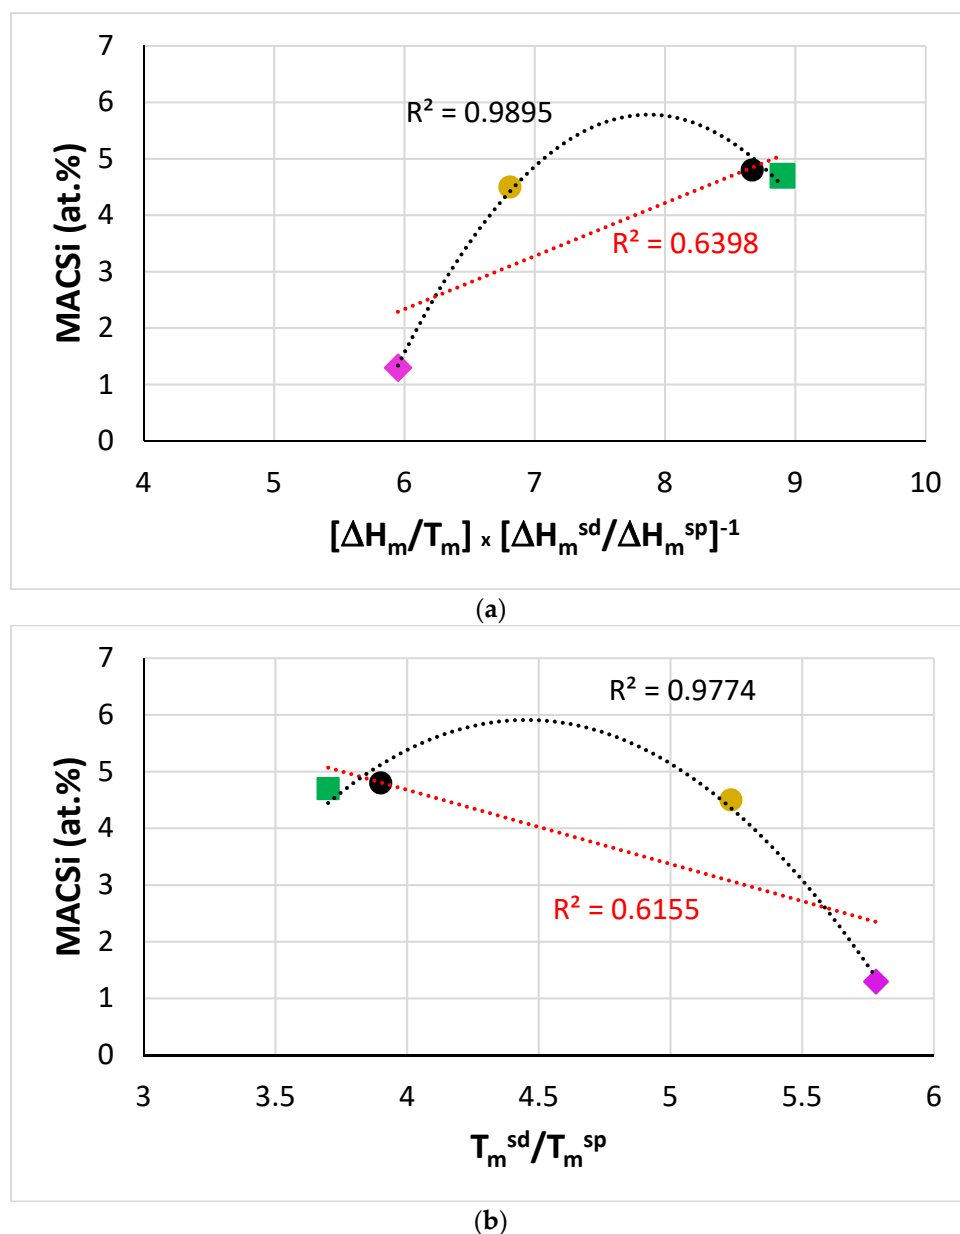 7
6
5
4
3
2
1
0
MACSi (at.%)
R² = 0.9895
R² = 0.6398
4 5 6 7 8 9 10
[ΔHₘ/Tₘ] x [ΔHₘˢᵈ/ΔHₘˢᵖ]⁻¹
(a)
7
6
5
4
3
2
1
0
MACSi (at.%)
R² = 0.9774
R² = 0.6155
3 3.5 4 4.5 5 5.5 6
Tₘˢᵈ/Tₘˢᵖ
(b)